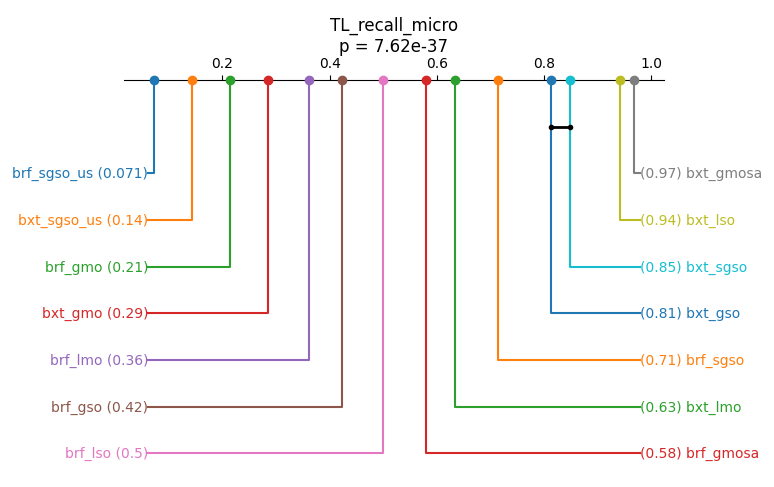 TL_recall_micro
p = 7.62e-37
0.2 0.4 0.6 0.8 1.0
brf_sgso_us (0.071) (0.97) bxt_gmosa
bxt_sgso_us (0.14) (0.94) bxt_lso
brf_gmo (0.21) (0.85) bxt_sgso
bxt_gmo (0.29) (0.81) bxt_gso
brf_lmo (0.36) (0.71) brf_sgso
brf_gso (0.42) (0.63) bxt_lmo
brf_lso (0.5) (0.58) brf_gmosa